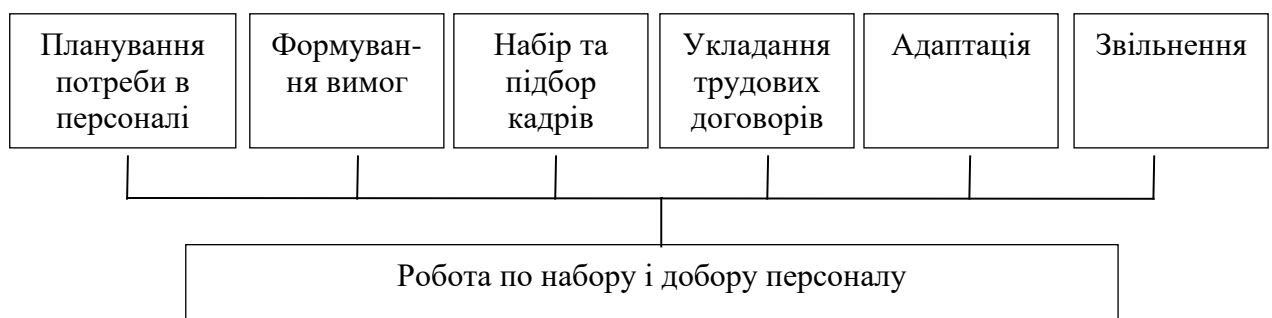 Планування
потреби в
персоналі
Формуван-
ня вимог
Набір та
підбор
кадрів
Укладання
трудових
договорів
Адаптація
Звільнення
Робота по набору і добору персоналу